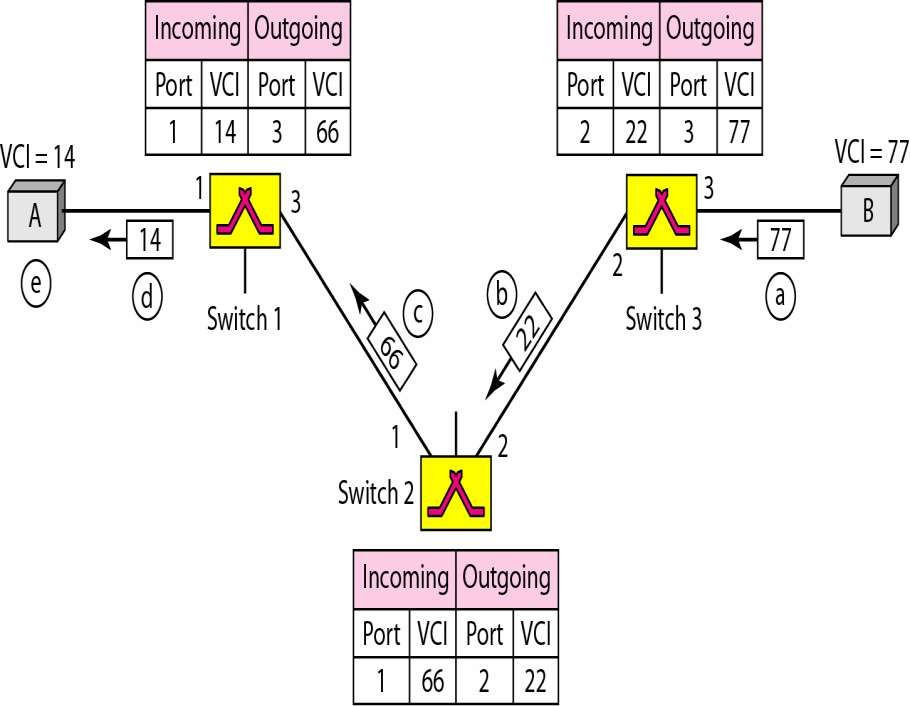 Incoming Outgoing
Port VCI Port VCI
1 14 3 66
Incoming Outgoing
Port VCI Port VCI
2 22 3 77
VCI = 14
VCI = 77
A
1
3
3
B
14
77
2
e
d
c
b
a
Switch 1
Switch 3
66
22
1
2
Switch 2
Incoming Outgoing
Port VCI Port VCI
1 66 2 22